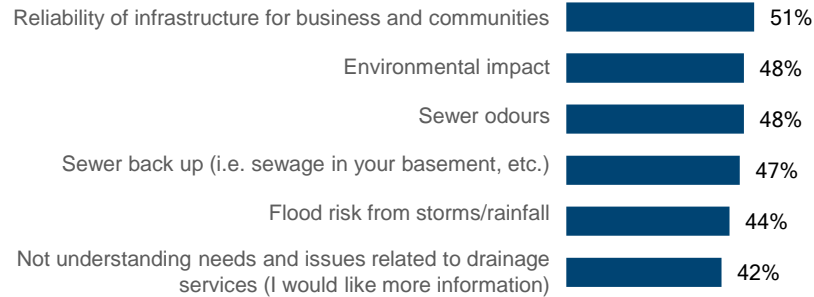 Reliability of infrastructure for business and communities 51%
Environmental impact 48%
Sewer odours 48%
Sewer back up (i.e. sewage in your basement, etc.) 47%
Flood risk from storms/rainfall 44%
Not understanding needs and issues related to drainage
services (I would like more information) 42%